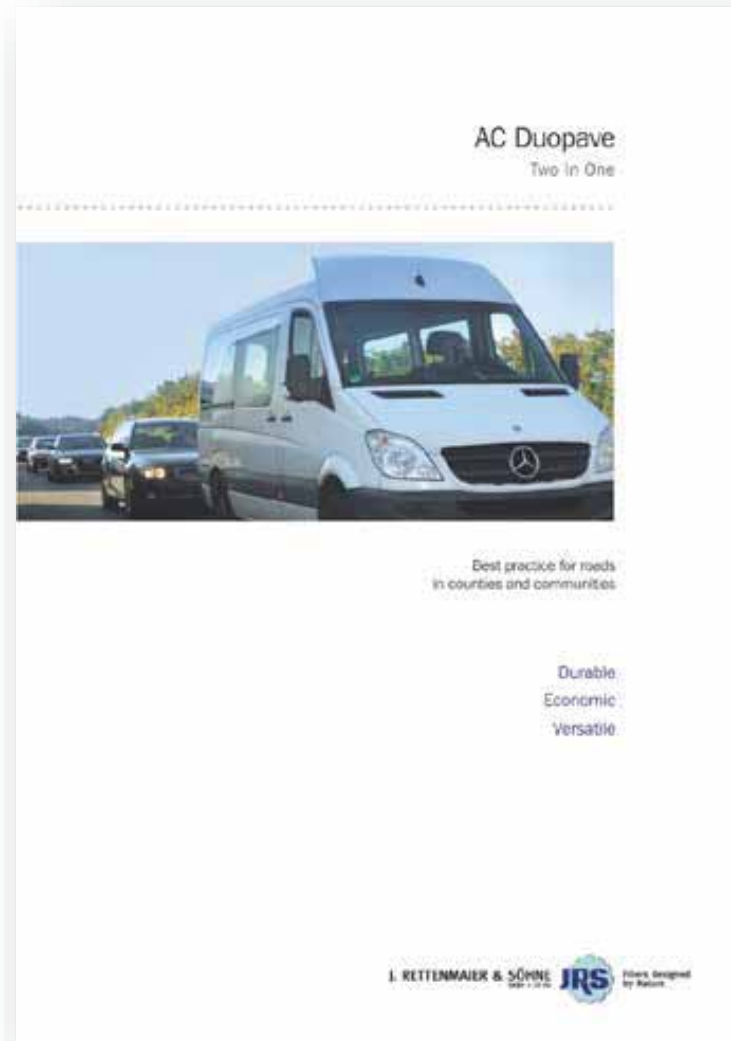 AC Duopave
Two in One
Best practice for roads
in counties and communities
Durable
Economic
Versatile
J. RETTENMAIER & SÖHNE
JRS
Fibers designed
by Nature